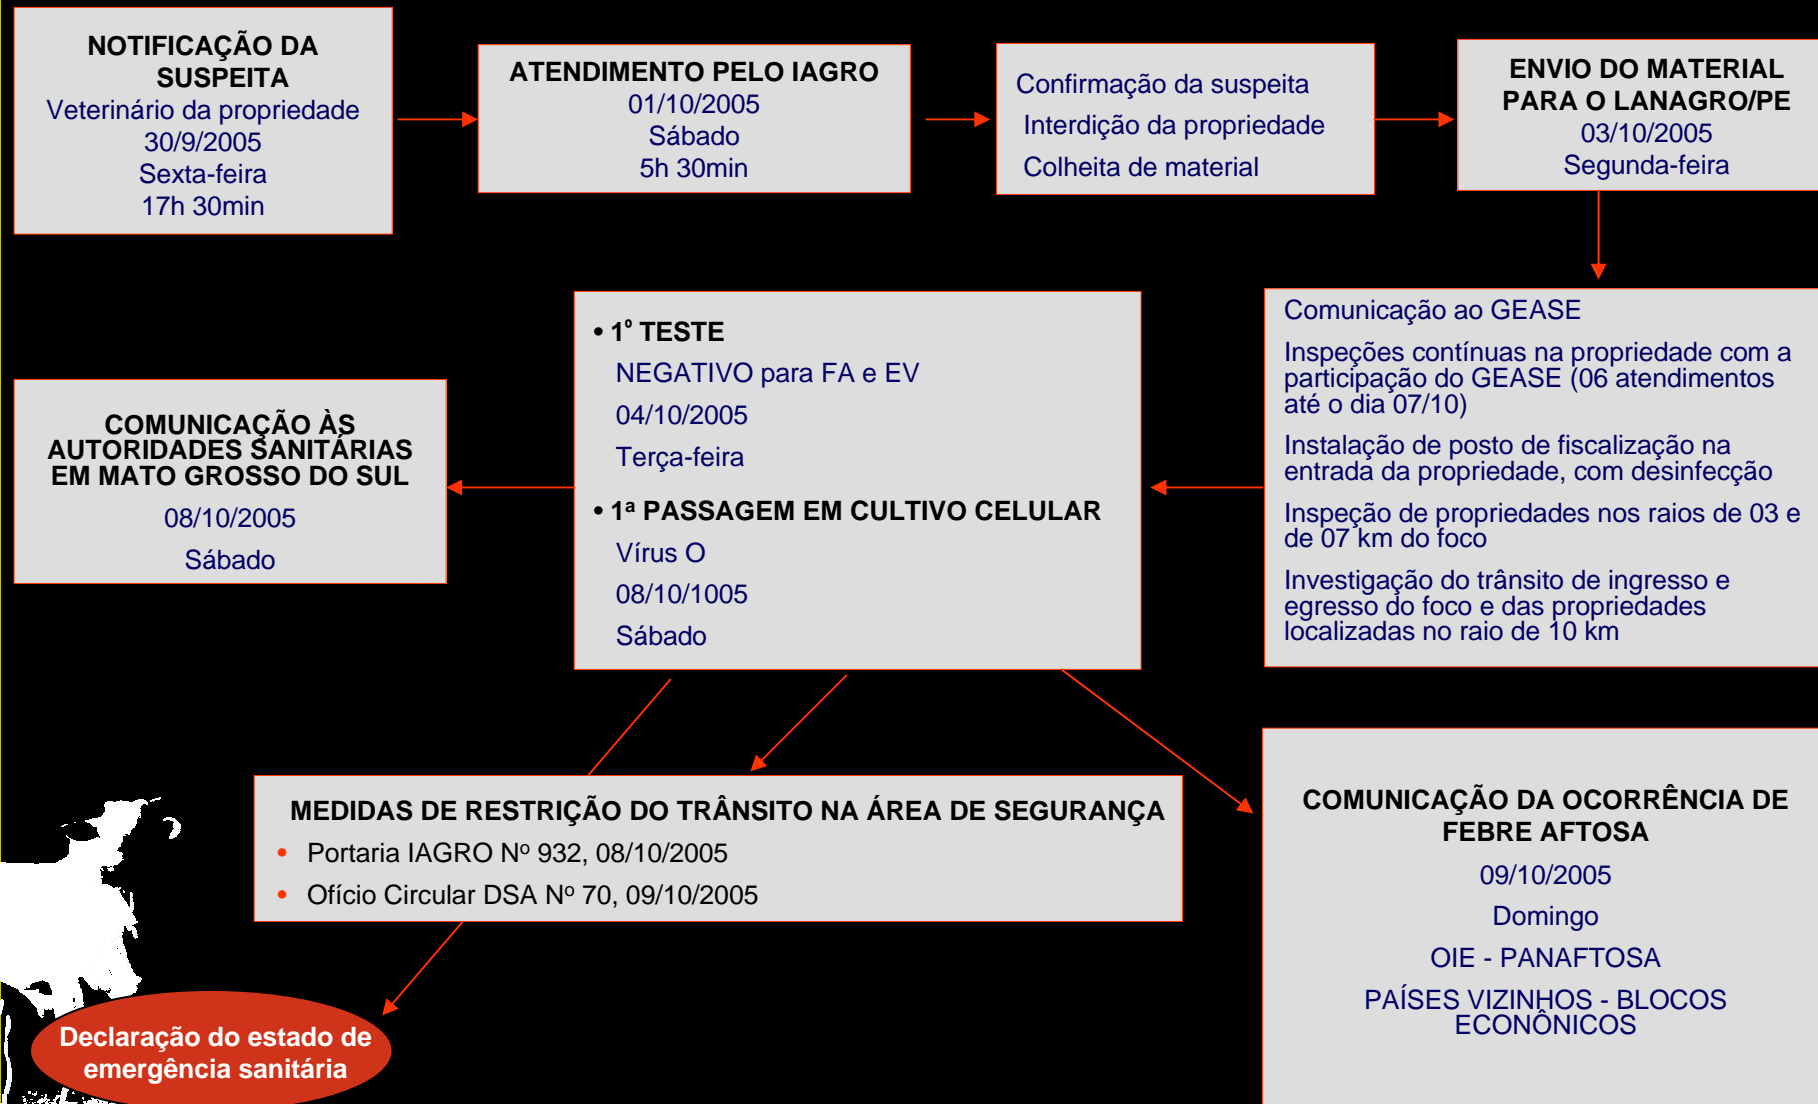 NOTIFICAÇÃO DA
SUSPEITA
Veterinário da propriedade
30/9/2005
Sexta-feira
17h 30min
ATENDIMENTO PELO IAGRO
01/10/2005
Sábado
5h 30min
Confirmação da suspeita
Interdição da propriedade
Colheita de material
ENVIO DO MATERIAL
PARA O LANAGRO/PE
03/10/2005
Segunda-feira
Comunicação ao GEASE
Inspeções contínuas na propriedade com a
participação do GEASE (06 atendimentos
até o dia 07/10)
Instalação de posto de fiscalização na
entrada da propriedade, com desinfecção
Inspeção de propriedades nos raios de 03 e
de 07 km do foco
Investigação do trânsito de ingresso e
egresso do foco e das propriedades
localizadas no raio de 10 km
• 1º TESTE
NEGATIVO para FA e EV
04/10/2005
Terça-feira
• 1ª PASSAGEM EM CULTIVO CELULAR
Vírus O
08/10/1005
Sábado
COMUNICAÇÃO ÀS
AUTORIDADES SANITÁRIAS
EM MATO GROSSO DO SUL
08/10/2005
Sábado
MEDIDAS DE RESTRIÇÃO DO TRÂNSITO NA ÁREA DE SEGURANÇA
• Portaria IAGRO Nº 932, 08/10/2005
• Ofício Circular DSA Nº 70, 09/10/2005
COMUNICAÇÃO DA OCORRÊNCIA DE
FEBRE AFTOSA
09/10/2005
Domingo
OIE - PANAFTOSA
PAÍSES VIZINHOS - BLOCOS
ECONÔNICOS
Declaração do estado de
emergência sanitária